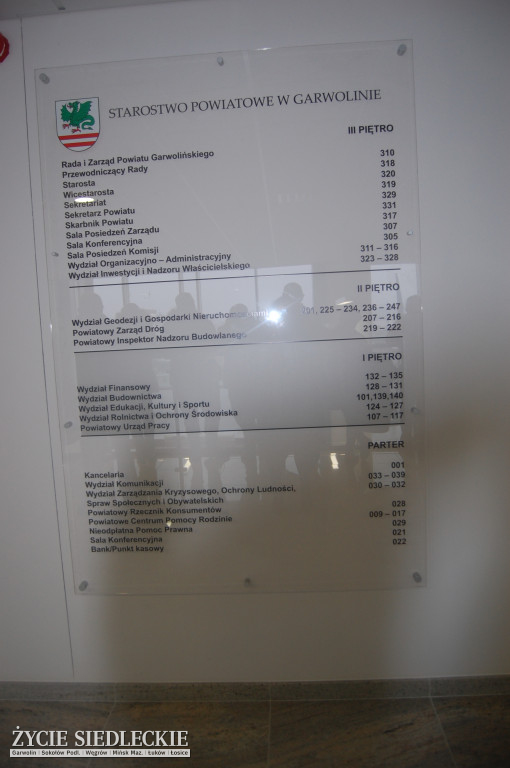 STAROSTWO POWIATOWE W GARWOLINIE
III PIĘTRO
Rada i Zarząd Powiatu Garwolińskiego 310
Przewodniczący Rady 318
Starosta 320
Wicestarosta 319
Sekretariat 329
Sekretarz Powiatu 331
Skarbnik Powiatu 317
Sala Posiedzeń Zarządu 307
Sala Konferencyjna 305
Sala Posiedzeń Komisji 311 – 316
Wydział Organizacyjno – Administracyjny 323 – 328
Wydział Inwestycji i Nadzoru Właścicielskiego
II PIĘTRO
Wydział Geodezji i Gospodarki Nieruchomościami 201, 225 – 234, 236 – 247
Powiatowy Zarząd Dróg 207 – 216
Powiatowy Inspektor Nadzoru Budowlanego 219 – 222
I PIĘTRO
132 – 135
Wydział Finansowy 128 – 131
Wydział Budownictwa 101,139,140
Wydział Edukacji, Kultury i Sportu 124 – 127
Wydział Rolnictwa i Ochrony Środowiska 107 – 117
Powiatowy Urząd Pracy
PARTER
Kancelaria 001
Wydział Komunikacji 033 – 039
Wydział Zarządzania Kryzysowego, Ochrony Ludności, 030 – 032
Spraw Społecznych i Obywatelskich
Powiatowy Rzecznik Konsumentów 028
Powiatowe Centrum Pomocy Rodzinie 009 – 017
Nieodpłatna Pomoc Prawna 029
Sala Konferencyjna 021
Bank/Punkt kasowy 022
ŻYCIE SIEDLECKIE
Garwolin | Sokołów Podl. | Węgrów | Mińsk Maz. | Łuków | Łosice